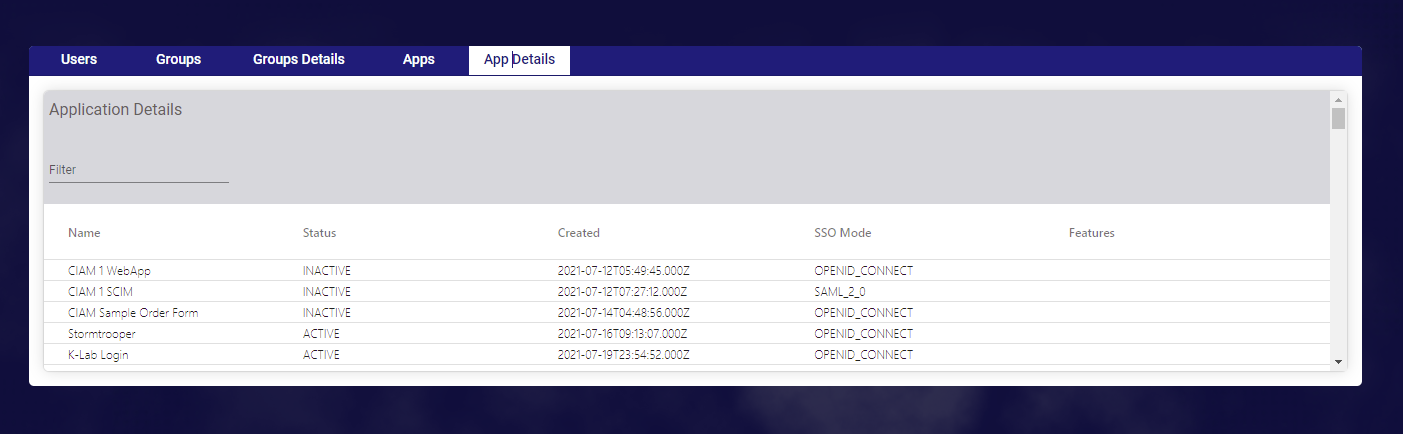 Users Groups Groups Details Apps App Details
Application Details
Filter
Name Status Created SSO Mode Features
CIAM 1 WebApp INACTIVE 2021-07-12T05:49:45.000Z OPENID_CONNECT
CIAM 1 SCIM INACTIVE 2021-07-12T07:27:12.000Z SAML_2_0
CIAM Sample Order Form INACTIVE 2021-07-14T04:48:56.000Z OPENID_CONNECT
Stormtrooper ACTIVE 2021-07-16T09:13:07.000Z OPENID_CONNECT
K-Lab Login ACTIVE 2021-07-19T23:54:52.000Z OPENID_CONNECT